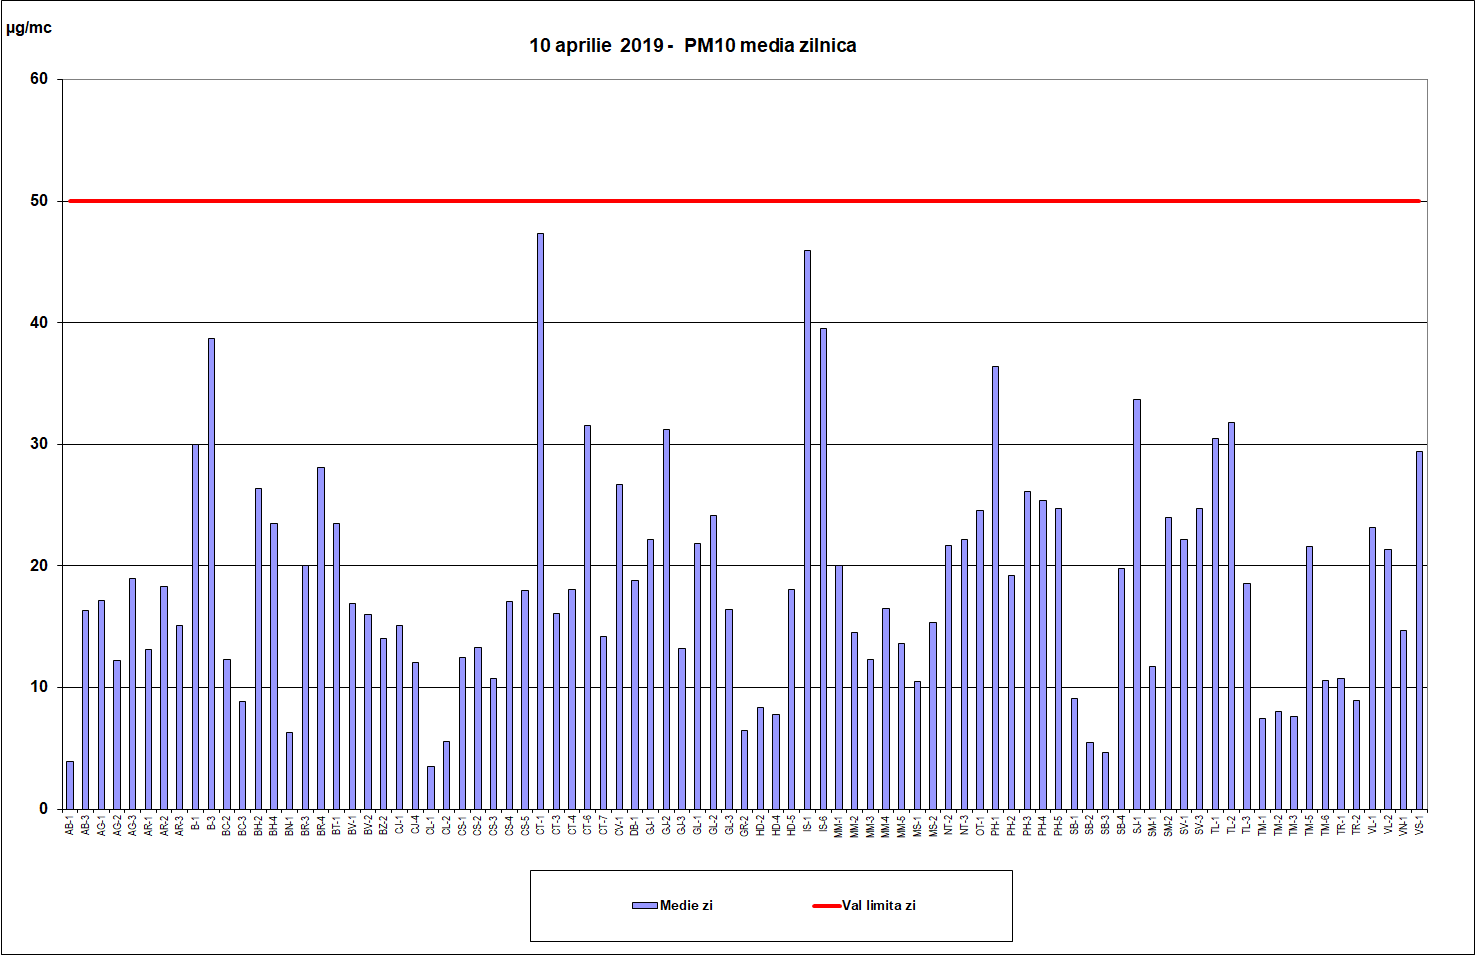 µg/mc
10 aprilie 2019 - PM10 media zilnica
60
50
40
30
20
10
0
AB-1 AB-3 AG-1 AG-2 AG-3 AR-1 AR-2 AR-3 B-1 B-3 BC-2 BC-3 BH-2 BH-4 BN-1 BR-3 BR-4 BT-1 BV-1 BV-2 BZ-2 CJ-1 CJ-4 CL-1 CL-2 CS-1 CS-2 CS-3 CS-4 CS-5 CT-1 CT-3 CT-4 CT-6 CT-7 CV-1 DB-1 GJ-1 GJ-2 GJ-3 GL-1 GL-2 GL-3 GR-2 HD-2 HD-4 HD-5 IS-1 IS-6 MM-1 MM-2 MM-3 MM-4 MM-5 MS-1 MS-2 NT-2 NT-3 OT-1 PH-1 PH-2 PH-3 PH-4 PH-5 SB-1 SB-2 SB-3 SB-4 SJ-1 SM-1 SM-2 SV-1 SV-3 TL-1 TL-2 TL-3 TM-1 TM-2 TM-3 TM-5 TM-6 TR-1 TR-2 VL-1 VL-2 VN-1 VS-1
Medie zi Val limita zi